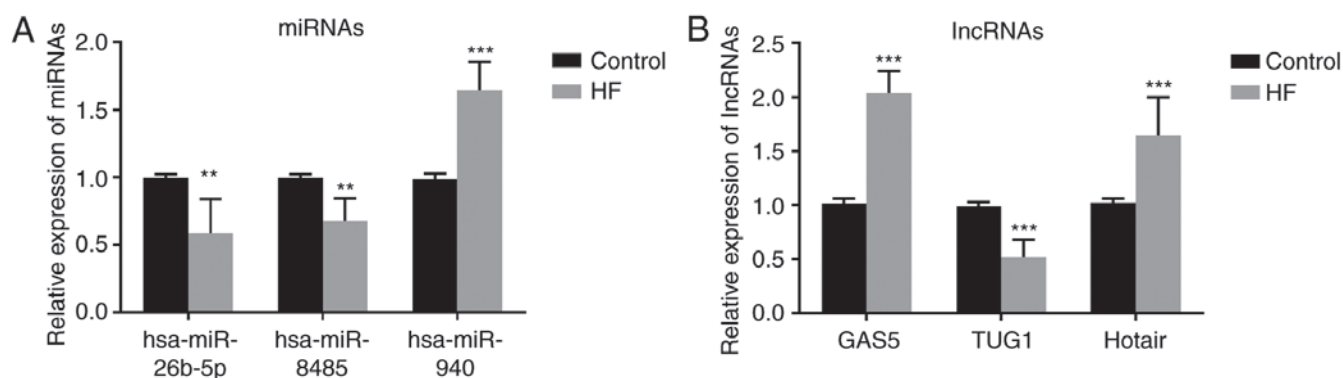 A
miRNAs
Relative expression of miRNAs
2.0
1.5
1.0
0.5
0.0
**
**
***
Control
HF
hsa-miR-
26b-5p
hsa-miR-
8485
hsa-miR-
940
B
lncRNAs
Relative expression of lncRNAs
2.5
2.0
1.5
1.0
0.5
0.0
***
***
***
Control
HF
GAS5
TUG1
Hotair